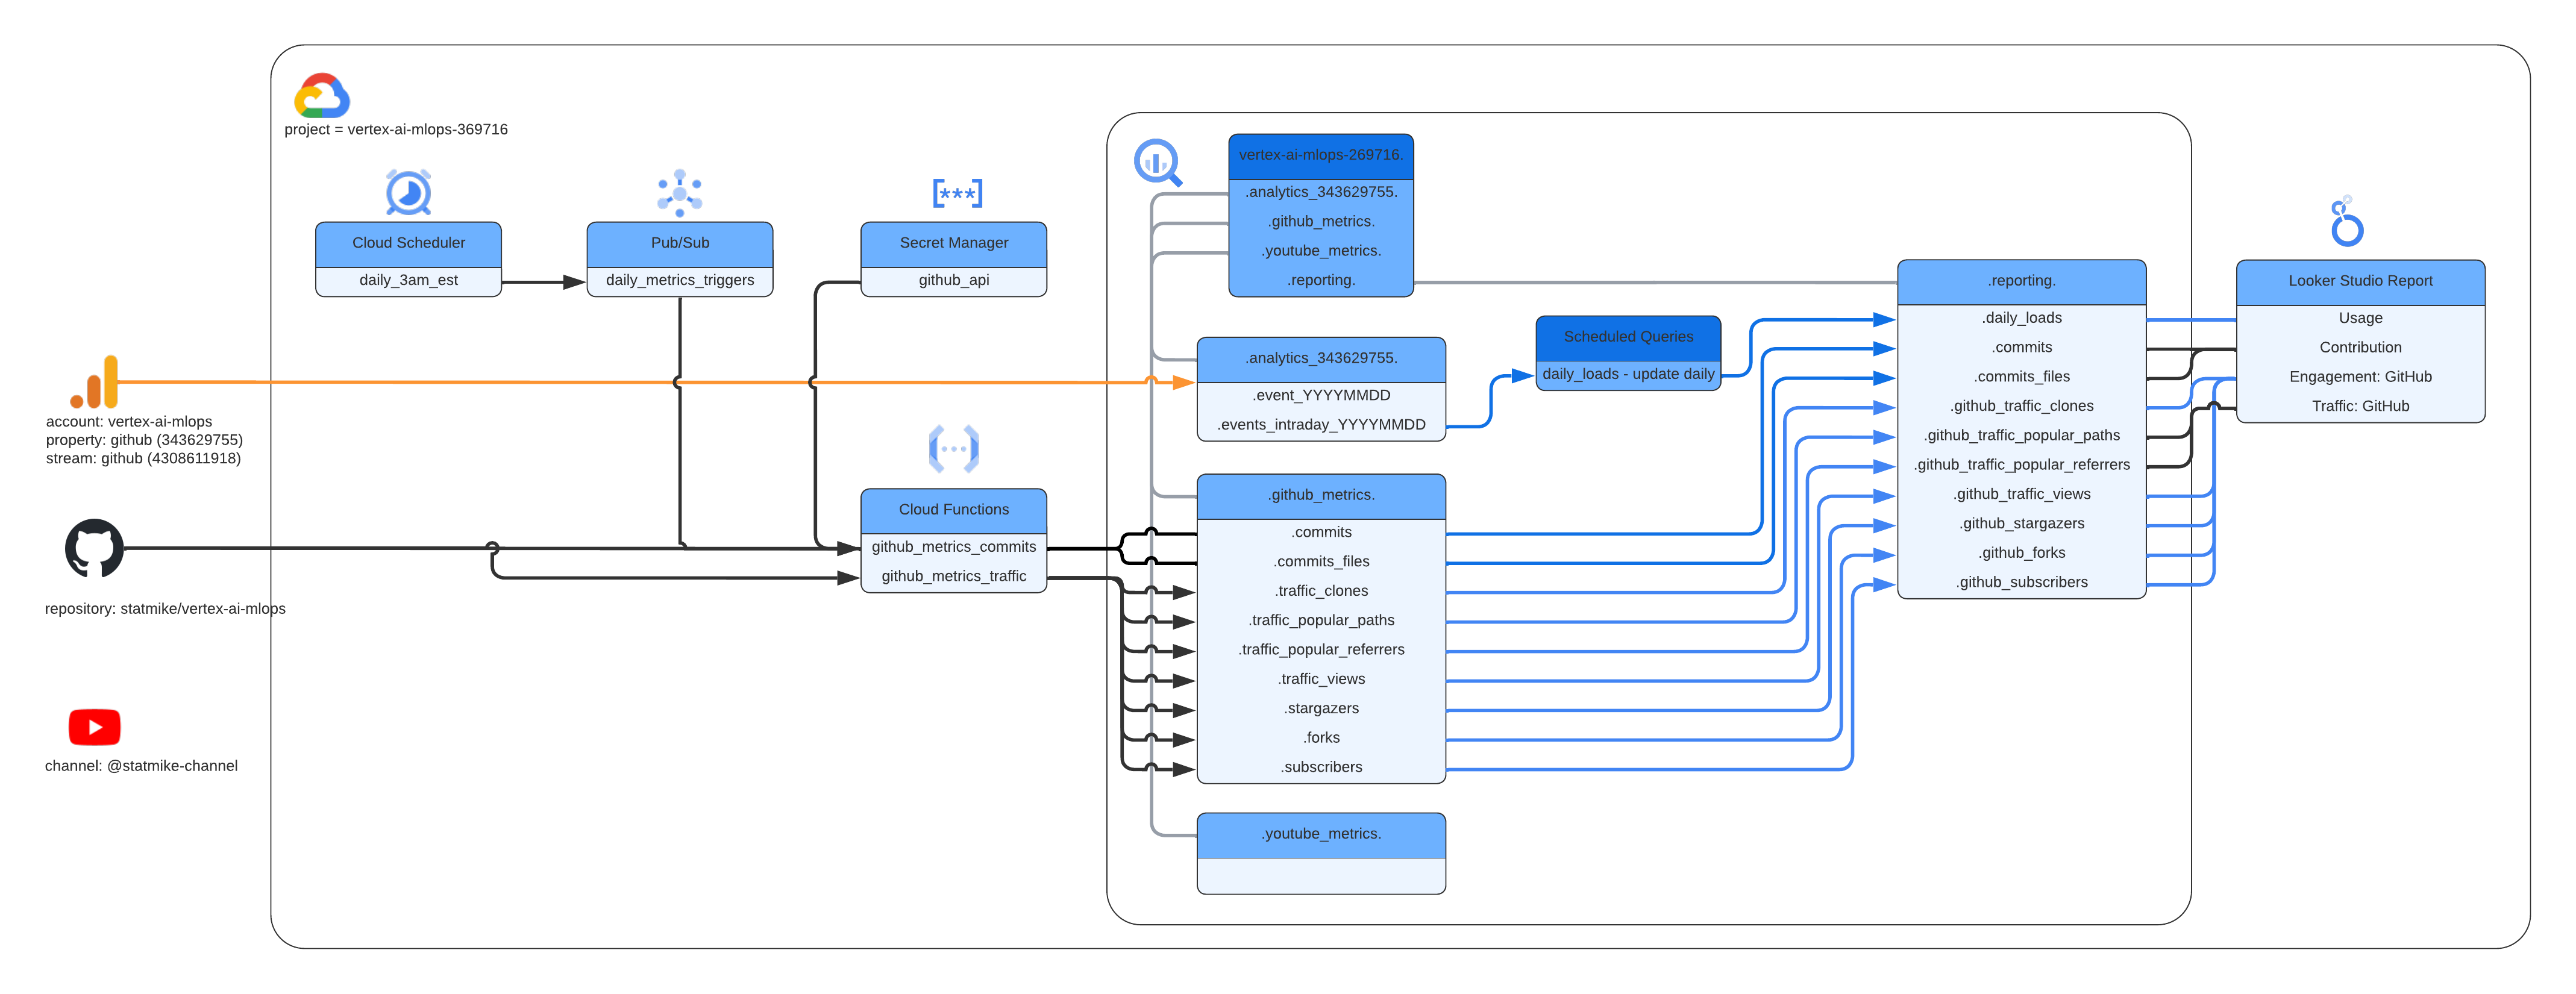 project = vertex-ai-mlops-369716
Cloud Scheduler
daily_3am_est
Pub/Sub
daily_metrics_triggers
[***]
Secret Manager
github_api
account: vertex-ai-mlops
property: github (343629755)
stream: github (4308611918)
repository: statmike/vertex-ai-mlops
channel: @statmike-channel
Cloud Functions
github_metrics_commits
github_metrics_traffic
vertex-ai-mlops-269716.
.analytics_343629755.
.github_metrics.
.youtube_metrics.
.reporting.
.analytics_343629755.
.event_YYYYMMDD
.events_intraday_YYYYMMDD
Scheduled Queries
daily_loads - update daily
.github_metrics.
.commits
.commits_files
.traffic_clones
.traffic_popular_paths
.traffic_popular_referrers
.traffic_views
.stargazers
.forks
.subscribers
.youtube_metrics.
.reporting.
.daily_loads
.commits
.commits_files
.github_traffic_clones
.github_traffic_popular_paths
.github_traffic_popular_referrers
.github_traffic_views
.github_stargazers
.github_forks
.github_subscribers
Looker Studio Report
Usage
Contribution
Engagement: GitHub
Traffic: GitHub